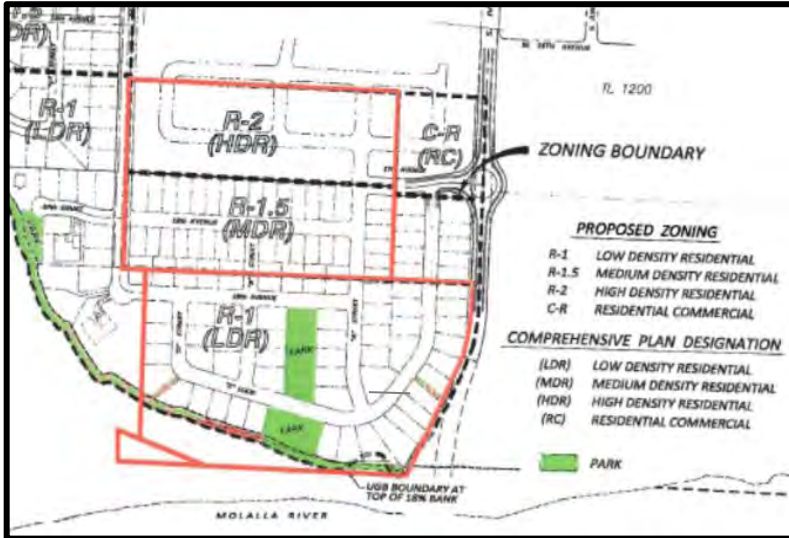 TL 1200
R-1
(LDR)
R-2
(HDR)
C-R
(RC)
ZONING BOUNDARY
R-1.5
(MDR)
R-1
(LDR)
PARK
PARK
PARK
PROPOSED ZONING
R-1 LOW DENSITY RESIDENTIAL
R-1.5 MEDIUM DENSITY RESIDENTIAL
R-2 HIGH DENSITY RESIDENTIAL
C-R RESIDENTIAL COMMERCIAL
COMPREHENSIVE PLAN DESIGNATION
(LDR) LOW DENSITY RESIDENTIAL
(MDR) MEDIUM DENSITY RESIDENTIAL
(HDR) HIGH DENSITY RESIDENTIAL
(RC) RESIDENTIAL COMMERCIAL
PARK
UGB BOUNDARY AT
TOP OF 18% BANK
MOLALLA RIVER